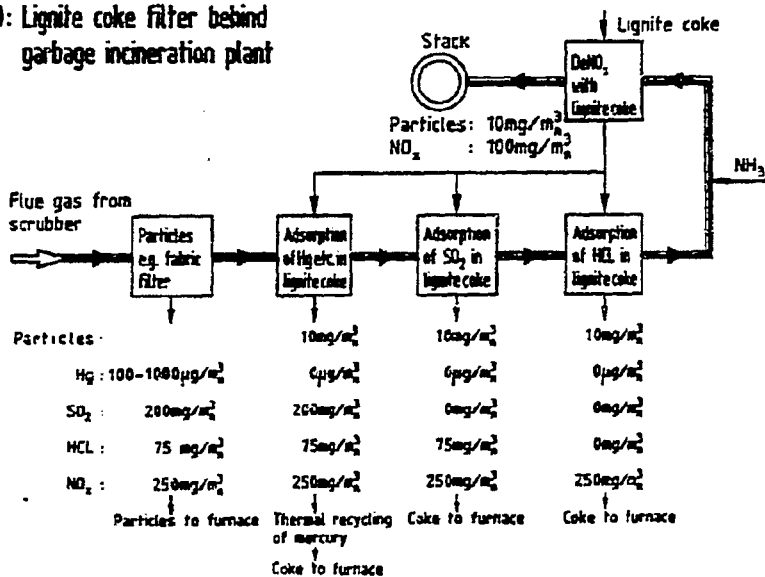 ): Lignite coke filter behind
garbage incineration plant
Lignite coke
Stack
DeNOx
with
lignite coke
Particles: 10mg/m³n
NOx : 100mg/m³n
NH3
Flue gas from
scrubber
Particles
e.g. fabric
filter
Adsorption
of Hg etc. in
lignite coke
Adsorption
of SO2 in
lignite coke
Adsorption
of HCL in
lignite coke
Particles: 10mg/m³n 10mg/m³n 10mg/m³n
Hg: 100-1000µg/m³n 0µg/m³n 0µg/m³n 0µg/m³n
SO2 : 200mg/m³n 200mg/m³n 0mg/m³n 0mg/m³n
HCL : 75 mg/m³n 75mg/m³n 75mg/m³n 0mg/m³n
NOx : 250mg/m³n 250mg/m³n 250mg/m³n 250mg/m³n
Particles to furnace
Thermal recycling
of mercury
Coke to furnace
Coke to furnace
Coke to furnace